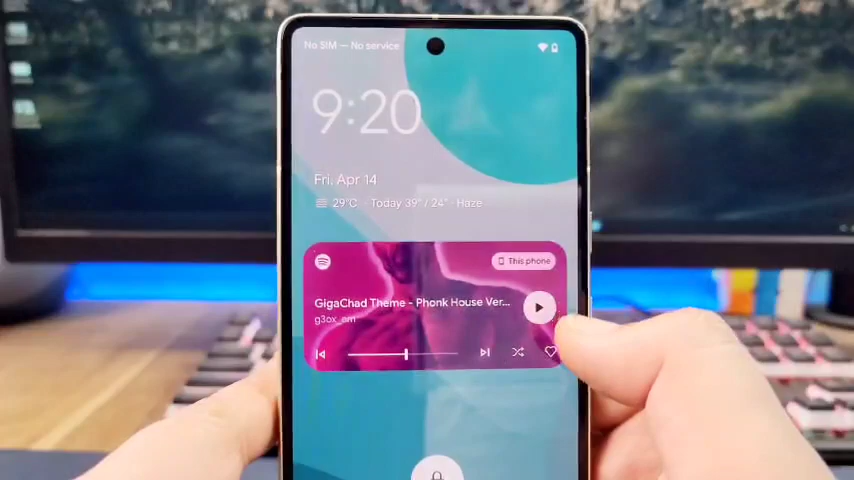 No SIM — No service
9:20
Fri, Apr 14
29°C · Today 39° / 24° · Haze
This phone
GigaChad Theme - Phonk House Ver...
g3ox_em